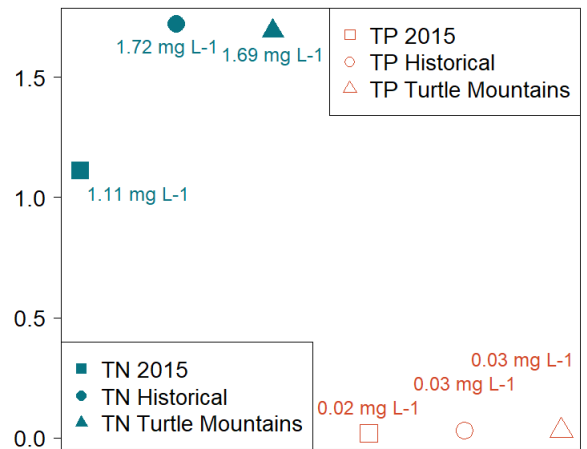 1.72 mg L-1
1.69 mg L-1
TP 2015
TP Historical
TP Turtle Mountains
1.5
1.11 mg L-1
1.0
0.5
TN 2015
TN Historical
TN Turtle Mountains
0.03 mg L-1
0.03 mg L-1
0.02 mg L-1
0.0